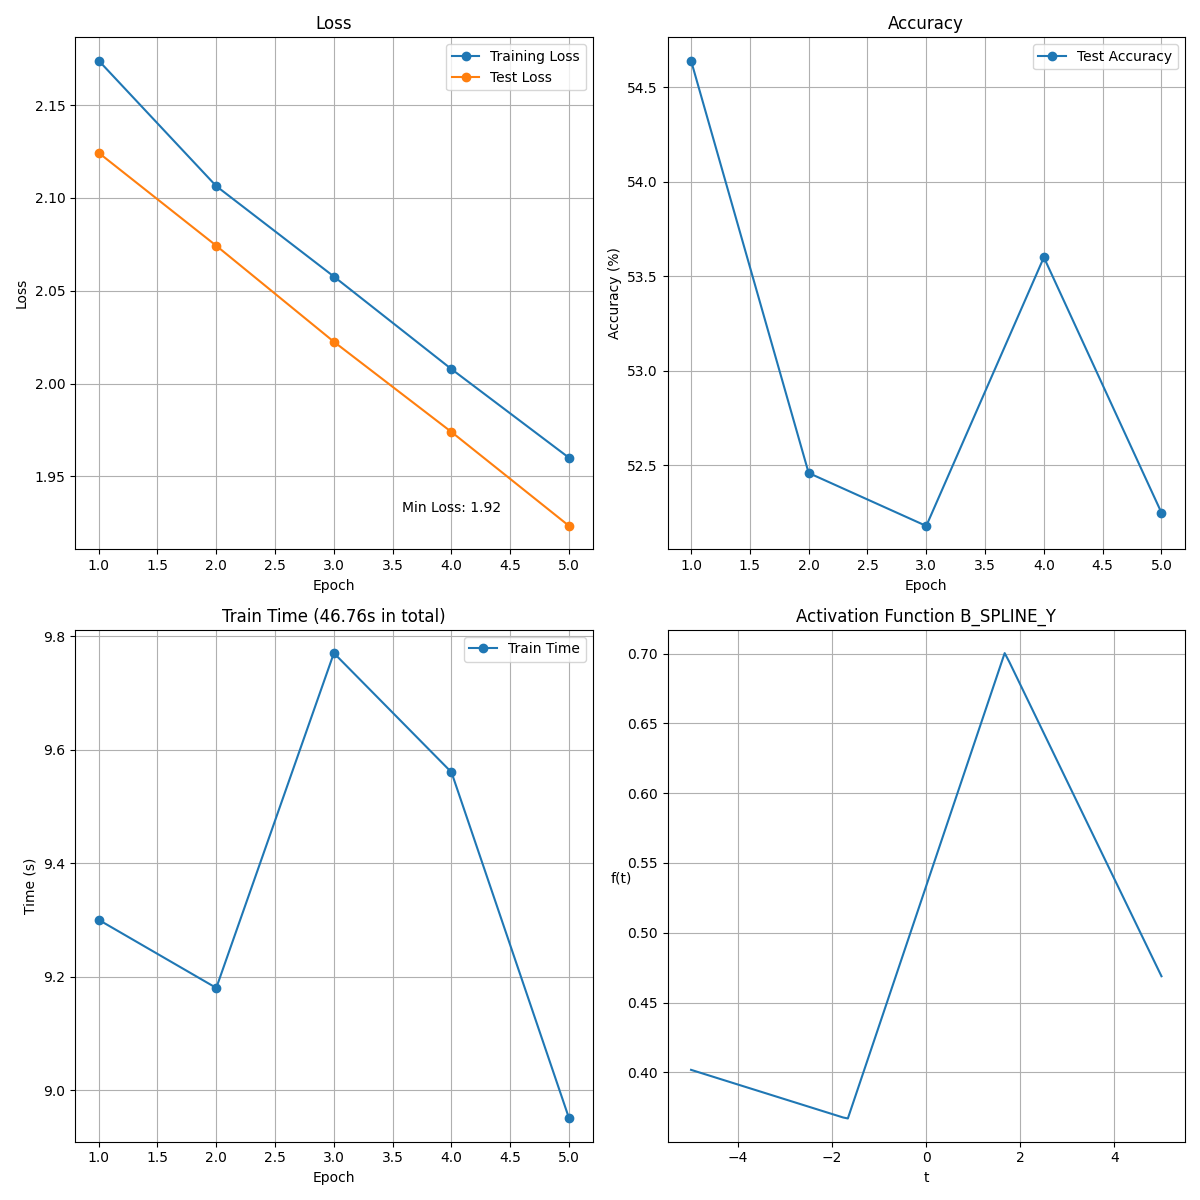 Loss
Training Loss
Test Loss
2.15
2.10
2.05
2.00
1.95
Loss
Min Loss: 1.92
1.0 1.5 2.0 2.5 3.0 3.5 4.0 4.5 5.0
Epoch
Accuracy
Test Accuracy
54.5
54.0
53.5
53.0
52.5
Accuracy (%)
1.0 1.5 2.0 2.5 3.0 3.5 4.0 4.5 5.0
Epoch
Train Time (46.76s in total)
Train Time
9.8
9.6
9.4
9.2
9.0
Time (s)
1.0 1.5 2.0 2.5 3.0 3.5 4.0 4.5 5.0
Epoch
Activation Function B_SPLINE_Y
0.70
0.65
0.60
0.55
0.50
0.45
0.40
f(t)
−4 −2 0 2 4
t